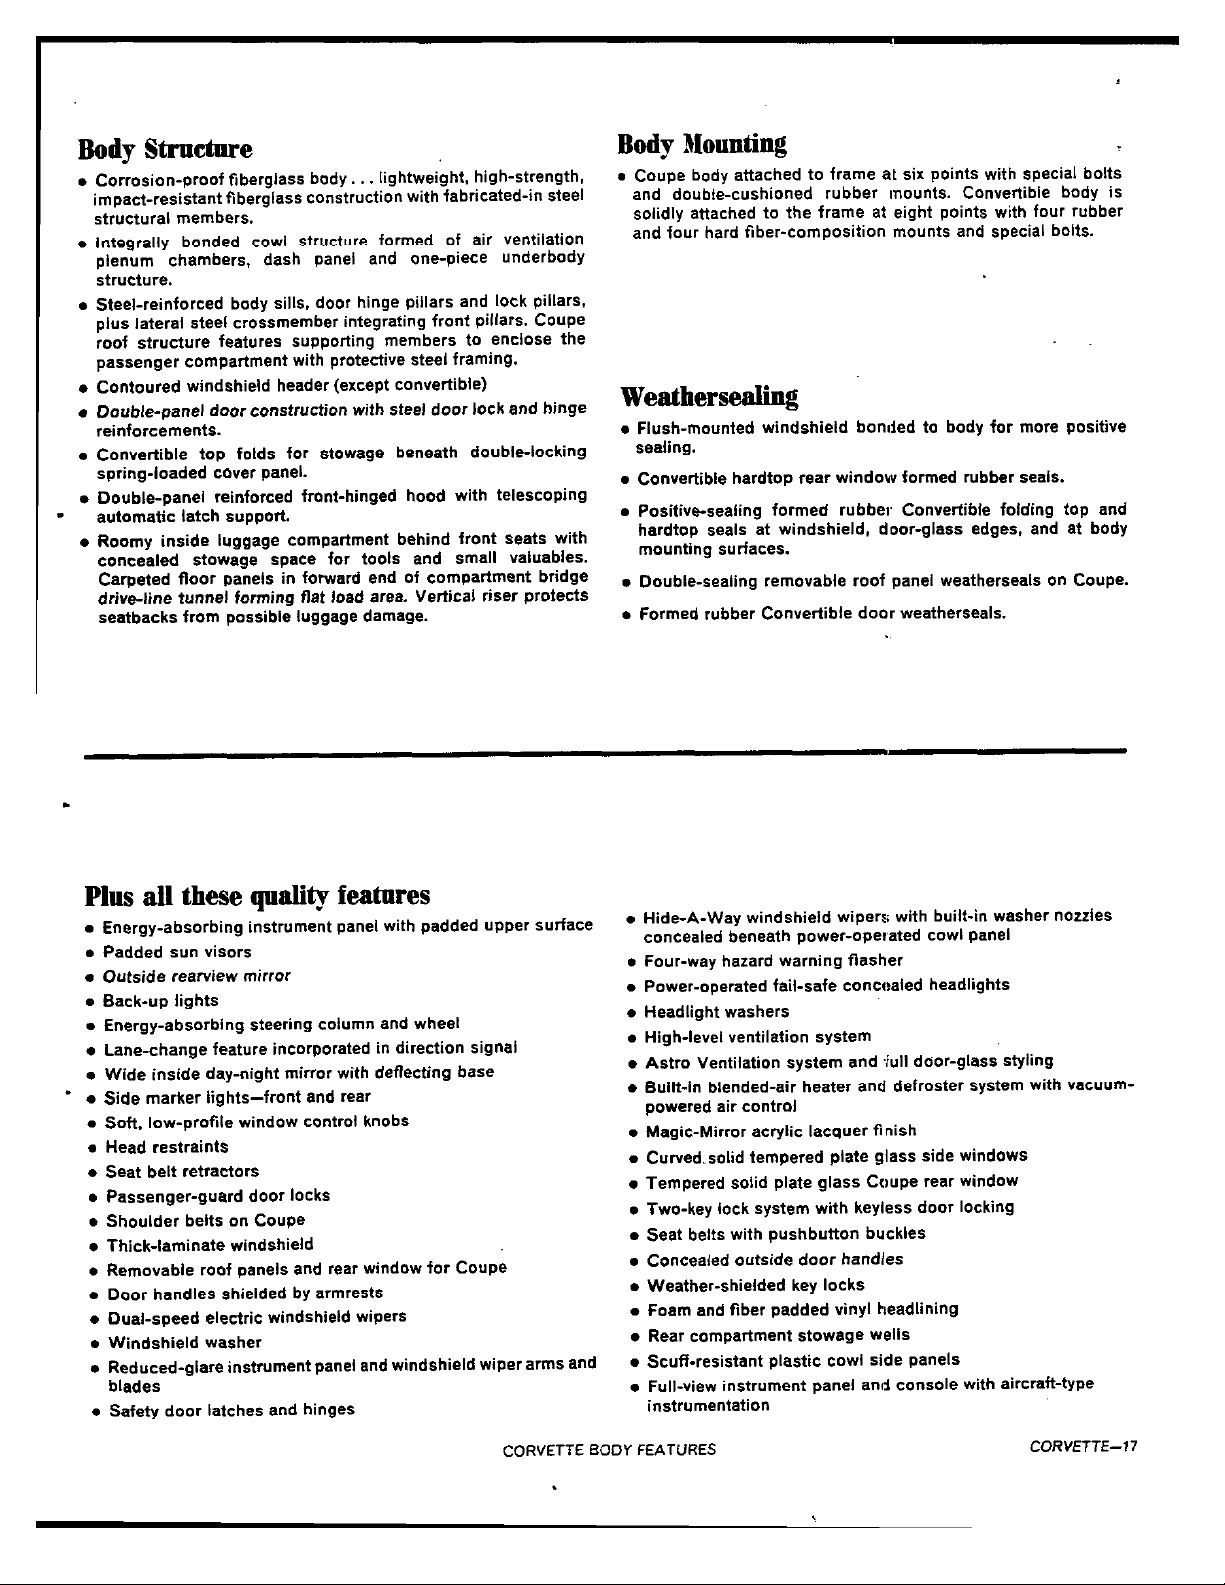 Body Structure
• Corrosion-proof fiberglass body . . . lightweight, high-strength,
impact-resistant fiberglass construction with fabricated-in steel
structural members.
• Integrally bonded cowl structure formed of air ventilation
plenum chambers, dash panel and one-piece underbody
structure.
• Steel-reinforced body sills, door hinge pillars and lock pillars,
plus lateral steel crossmember integrating front pillars. Coupe
roof structure features supporting members to enclose the
passenger compartment with protective steel framing.
• Contoured windshield header (except convertible)
• Double-panel door construction with steel door lock and hinge
reinforcements.
• Convertible top folds for stowage beneath double-locking
spring-loaded cover panel.
• Double-panel reinforced front-hinged hood with telescoping
automatic latch support.
• Roomy inside luggage compartment behind front seats with
concealed stowage space for tools and small valuables.
Carpeted floor panels in forward end of compartment bridge
drive-line tunnel forming flat load area. Vertical riser protects
seatbacks from possible luggage damage.
Body Mounting
• Coupe body attached to frame at six points with special bolts
and double-cushioned rubber mounts. Convertible body is
solidly attached to the frame at eight points with four rubber
and four hard fiber-composition mounts and special bolts.
Weathersealing
• Flush-mounted windshield bonded to body for more positive
sealing.
• Convertible hardtop rear window formed rubber seals.
• Positive-sealing formed rubber Convertible folding top and
hardtop seals at windshield, door-glass edges, and at body
mounting surfaces.
• Double-sealing removable roof panel weatherseals on Coupe.
• Formed rubber Convertible door weatherseals.
Plus all these quality features
• Energy-absorbing instrument panel with padded upper surface
• Padded sun visors
• Outside rearview mirror
• Back-up lights
• Energy-absorbing steering column and wheel
• Lane-change feature incorporated in direction signal
• Wide inside day-night mirror with deflecting base
• Side marker lights—front and rear
• Soft, low-profile window control knobs
• Head restraints
• Seat belt retractors
• Passenger-guard door locks
• Shoulder belts on Coupe
• Thick-laminate windshield
• Removable roof panels and rear window for Coupe
• Door handles shielded by armrests
• Dual-speed electric windshield wipers
• Windshield washer
• Reduced-glare instrument panel and windshield wiper arms and
blades
• Safety door latches and hinges
• Hide-A-Way windshield wipers with built-in washer nozzles
concealed beneath power-operated cowl panel
• Four-way hazard warning flasher
• Power-operated fail-safe concealed headlights
• Headlight washers
• High-level ventilation system
• Astro Ventilation system and full door-glass styling
• Built-in blended-air heater and defroster system with vacuum-
powered air control
• Magic-Mirror acrylic lacquer finish
• Curved solid tempered plate glass side windows
• Tempered solid plate glass Coupe rear window
• Two-key lock system with keyless door locking
• Seat belts with pushbutton buckles
• Concealed outside door handles
• Weather-shielded key locks
• Foam and fiber padded vinyl headlining
• Rear compartment stowage wells
• Scuff-resistant plastic cowl side panels
• Full-view instrument panel and console with aircraft-type
instrumentation
CORVETTE BODY FEATURES
CORVETTE—17